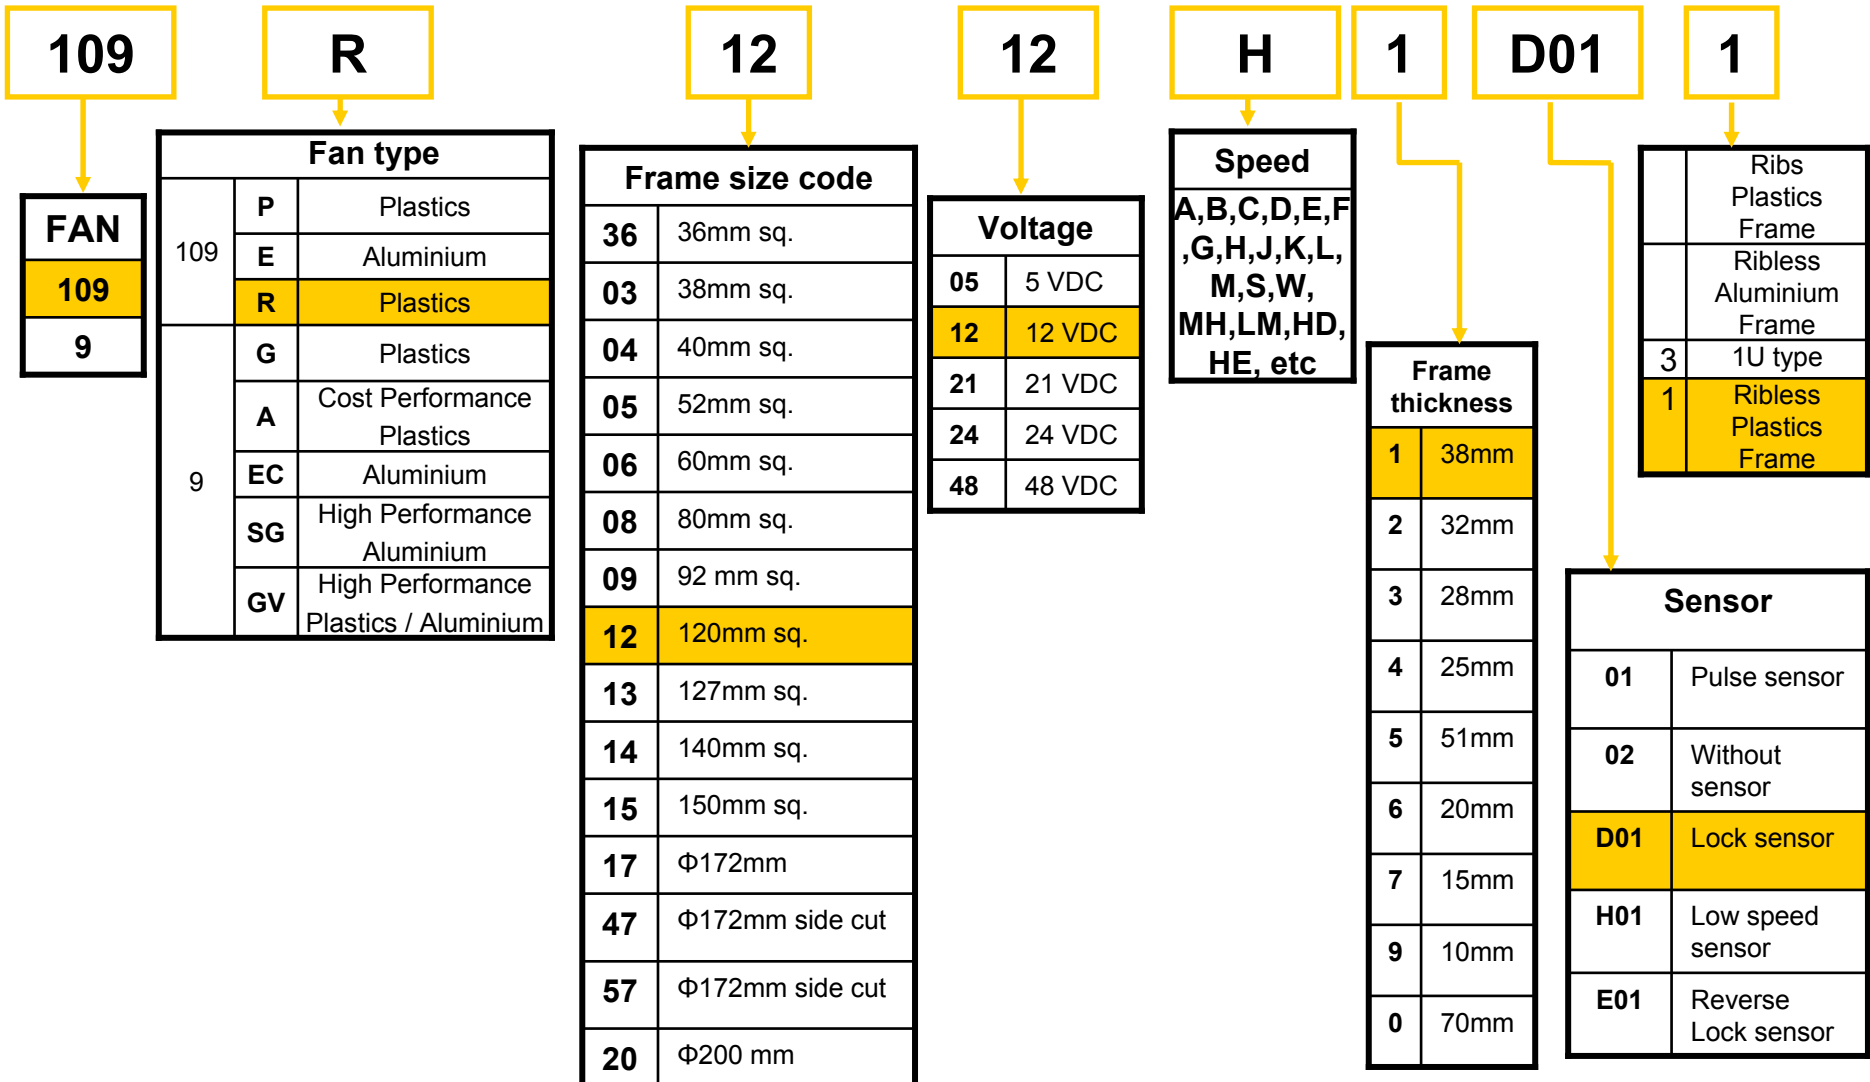 109 R 12 12 H 1 D01 1
FAN
109
9
Fan type
109
P Plastics
E Aluminium
R Plastics
9
G Plastics
A Cost Performance
Plastics
EC Aluminium
SG High Performance
Aluminium
GV High Performance
Plastics / Aluminium
Frame size code
36 36mm sq.
03 38mm sq.
04 40mm sq.
05 52mm sq.
06 60mm sq.
08 80mm sq.
09 92 mm sq.
12 120mm sq.
13 127mm sq.
14 140mm sq.
15 150mm sq.
17 Φ172mm
47 Φ172mm side cut
57 Φ172mm side cut
20 Φ200 mm
Voltage
05 5 VDC
12 12 VDC
21 21 VDC
24 24 VDC
48 48 VDC
Speed
A,B,C,D,E,F
,G,H,J,K,L,
M,S,W,
MH,LM,HD,
HE, etc
Frame
thickness
1 38mm
2 32mm
3 28mm
4 25mm
5 51mm
6 20mm
7 15mm
9 10mm
0 70mm
Ribs
Plastics
Frame
Ribless
Aluminium
Frame
3 1U type
1 Ribless
Plastics
Frame
Sensor
01 Pulse sensor
02 Without
sensor
D01 Lock sensor
H01 Low speed
sensor
E01 Reverse
Lock sensor